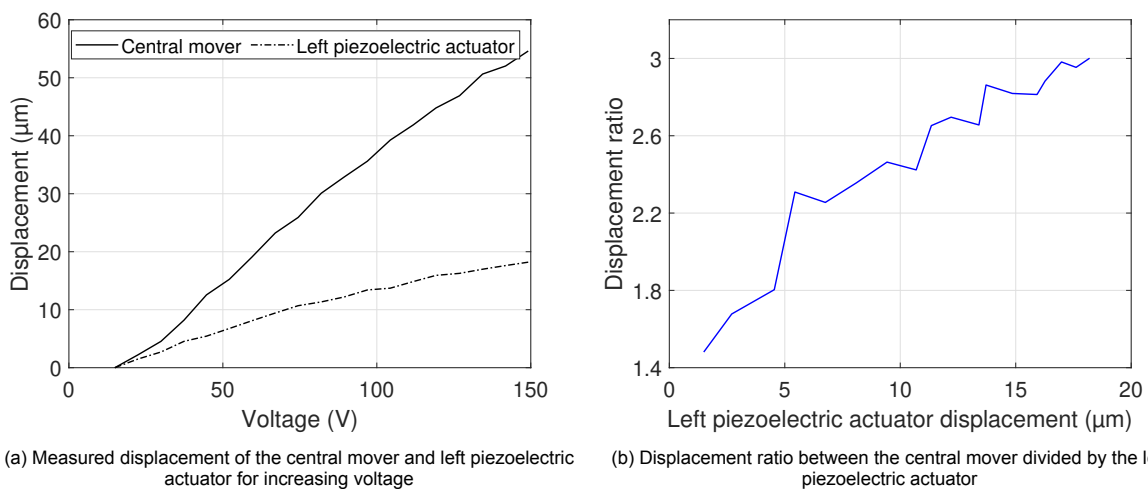 60
50
40
30
20
10
0
Displacement (µm)
Central mover
Left piezoelectric actuator
0
50
100
150
Voltage (V)
3
2.6
2.2
1.8
1.4
Displacement ratio
0
5
10
15
20
Left piezoelectric actuator displacement (µm)
(a) Measured displacement of the central mover and left piezoelectric
actuator for increasing voltage
(b) Displacement ratio between the central mover divided by the le
piezoelectric actuator